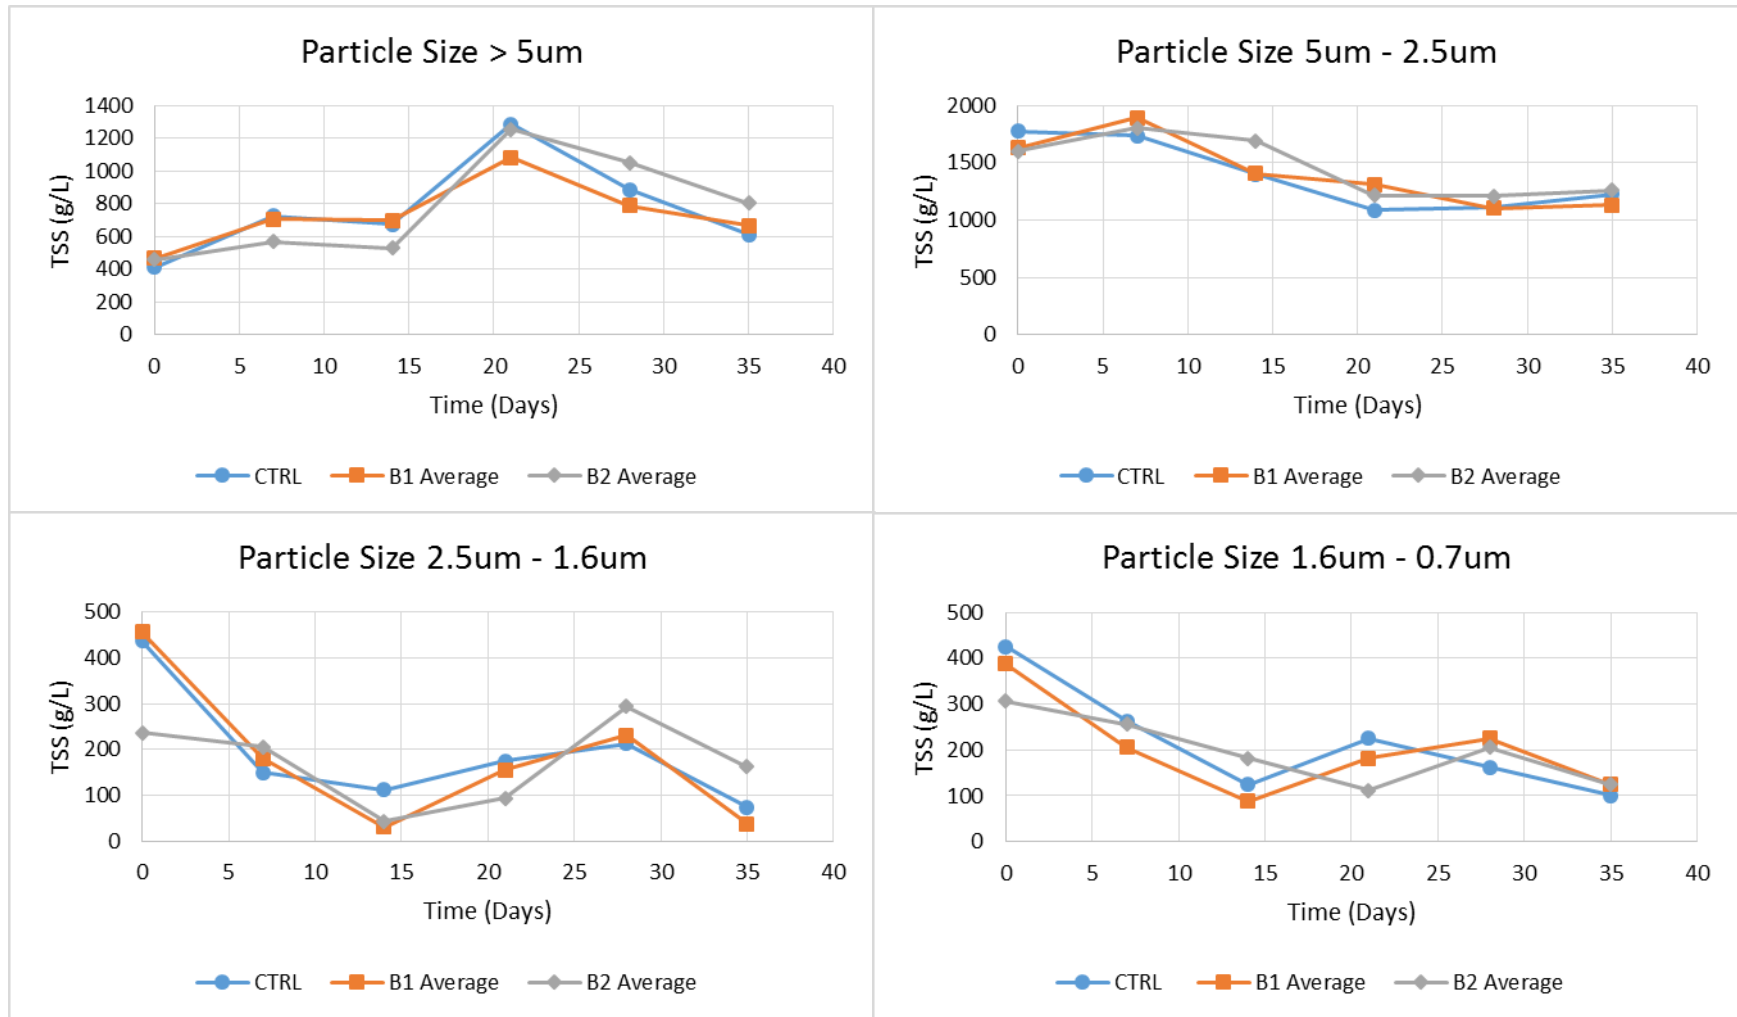 Particle Size > 5um
TSS (g/L)
1400
1200
1000
800
600
400
200
0
0 5 10 15 20 25 30 35 40
Time (Days)
CTRL B1 Average B2 Average
Particle Size 5um - 2.5um
TSS (g/L)
2000
1500
1000
500
0
0 5 10 15 20 25 30 35 40
Time (Days)
CTRL B1 Average B2 Average
Particle Size 2.5um - 1.6um
TSS (g/L)
500
400
300
200
100
0
0 5 10 15 20 25 30 35 40
Time (Days)
CTRL B1 Average B2 Average
Particle Size 1.6um - 0.7um
TSS (g/L)
500
400
300
200
100
0
0 5 10 15 20 25 30 35 40
Time (Days)
CTRL B1 Average B2 Average